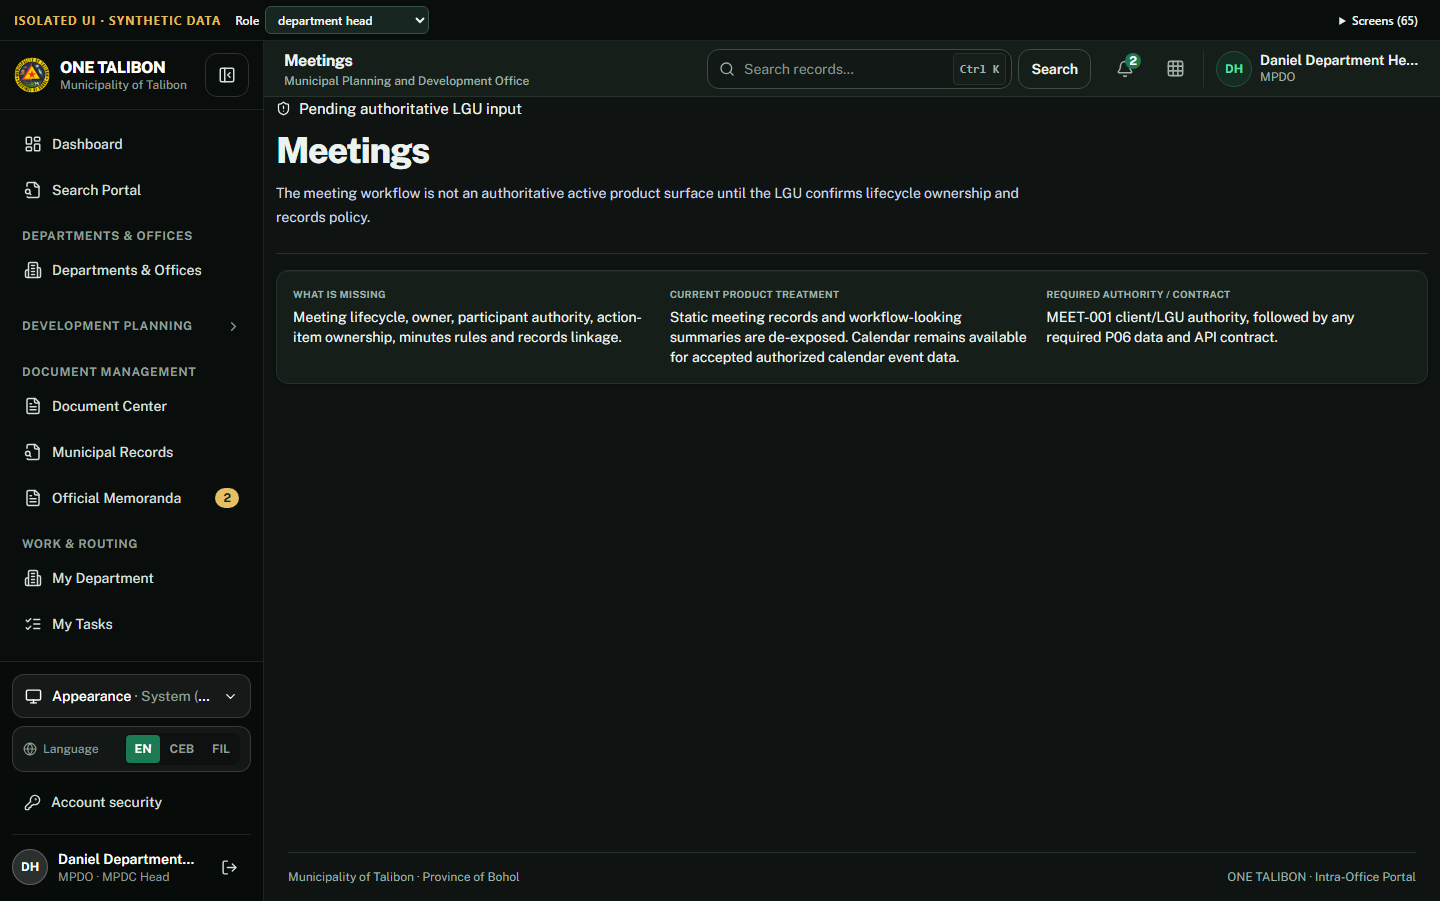 ISOLATED UI · SYNTHETIC DATA
Role
department head
Screens (65)
ONE TALIBON
Municipality of Talibon
Meetings
Municipal Planning and Development Office
Search records...
Ctrl K
Search
2
DH
Daniel Department He...
MPDO
Dashboard
Search Portal
DEPARTMENTS & OFFICES
Departments & Offices
DEVELOPMENT PLANNING
DOCUMENT MANAGEMENT
Document Center
Municipal Records
Official Memoranda
2
WORK & ROUTING
My Department
My Tasks
Appearance · System (...
Language
EN
CEB
FIL
Account security
DH
Daniel Department...
MPDO · MPDC Head
Pending authoritative LGU input
Meetings
The meeting workflow is not an authoritative active product surface until the LGU confirms lifecycle ownership and
records policy.
WHAT IS MISSING
Meeting lifecycle, owner, participant authority, action-
item ownership, minutes rules and records linkage.
CURRENT PRODUCT TREATMENT
Static meeting records and workflow-looking
summaries are de-exposed. Calendar remains available
for accepted authorized calendar event data.
REQUIRED AUTHORITY / CONTRACT
MEET-001 client/LGU authority, followed by any
required P06 data and API contract.
Municipality of Talibon · Province of Bohol
ONE TALIBON · Intra-Office Portal